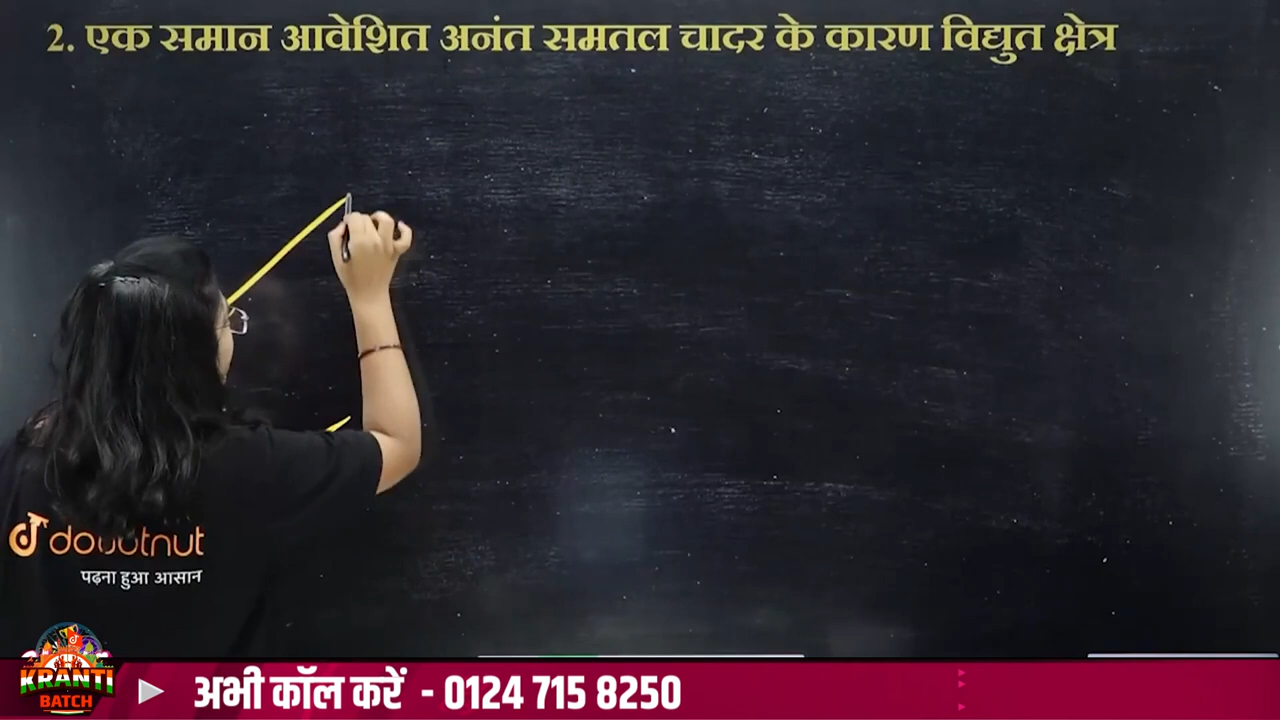 2. एक समान आवेशित अनंत समतल चादर के कारण विद्युत क्षेत्र
doubtnut
पढ़ना हुआ आसान
KRANTI
BATCH
अभी कॉल करें - 0124 715 8250